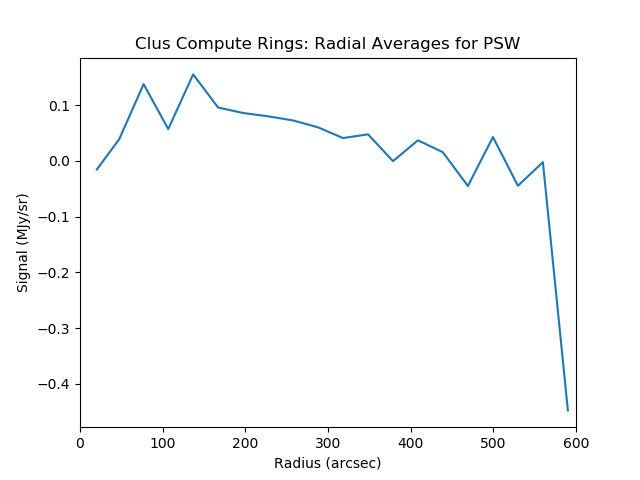 Clus Compute Rings: Radial Averages for PSW
Signal (MJy/sr)
0.1
0.0
−0.1
−0.2
−0.3
−0.4
0 100 200 300 400 500 600
Radius (arcsec)